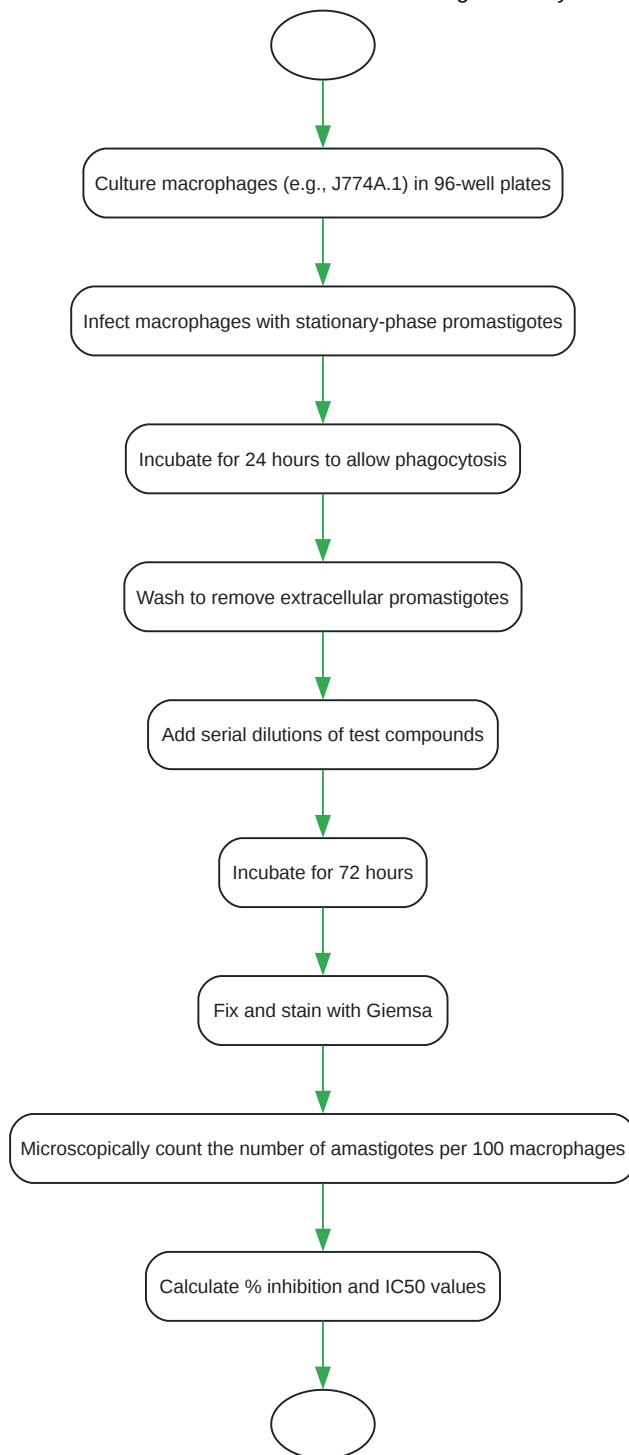 Culture macrophages (e.g., J774A.1) in 96-well plates
Infect macrophages with stationary-phase promastigotes
Incubate for 24 hours to allow phagocytosis
Wash to remove extracellular promastigotes
Add serial dilutions of test compounds
Incubate for 72 hours
Fix and stain with Giemsa
Microscopically count the number of amastigotes per 100 macrophages
Calculate % inhibition and IC50 values